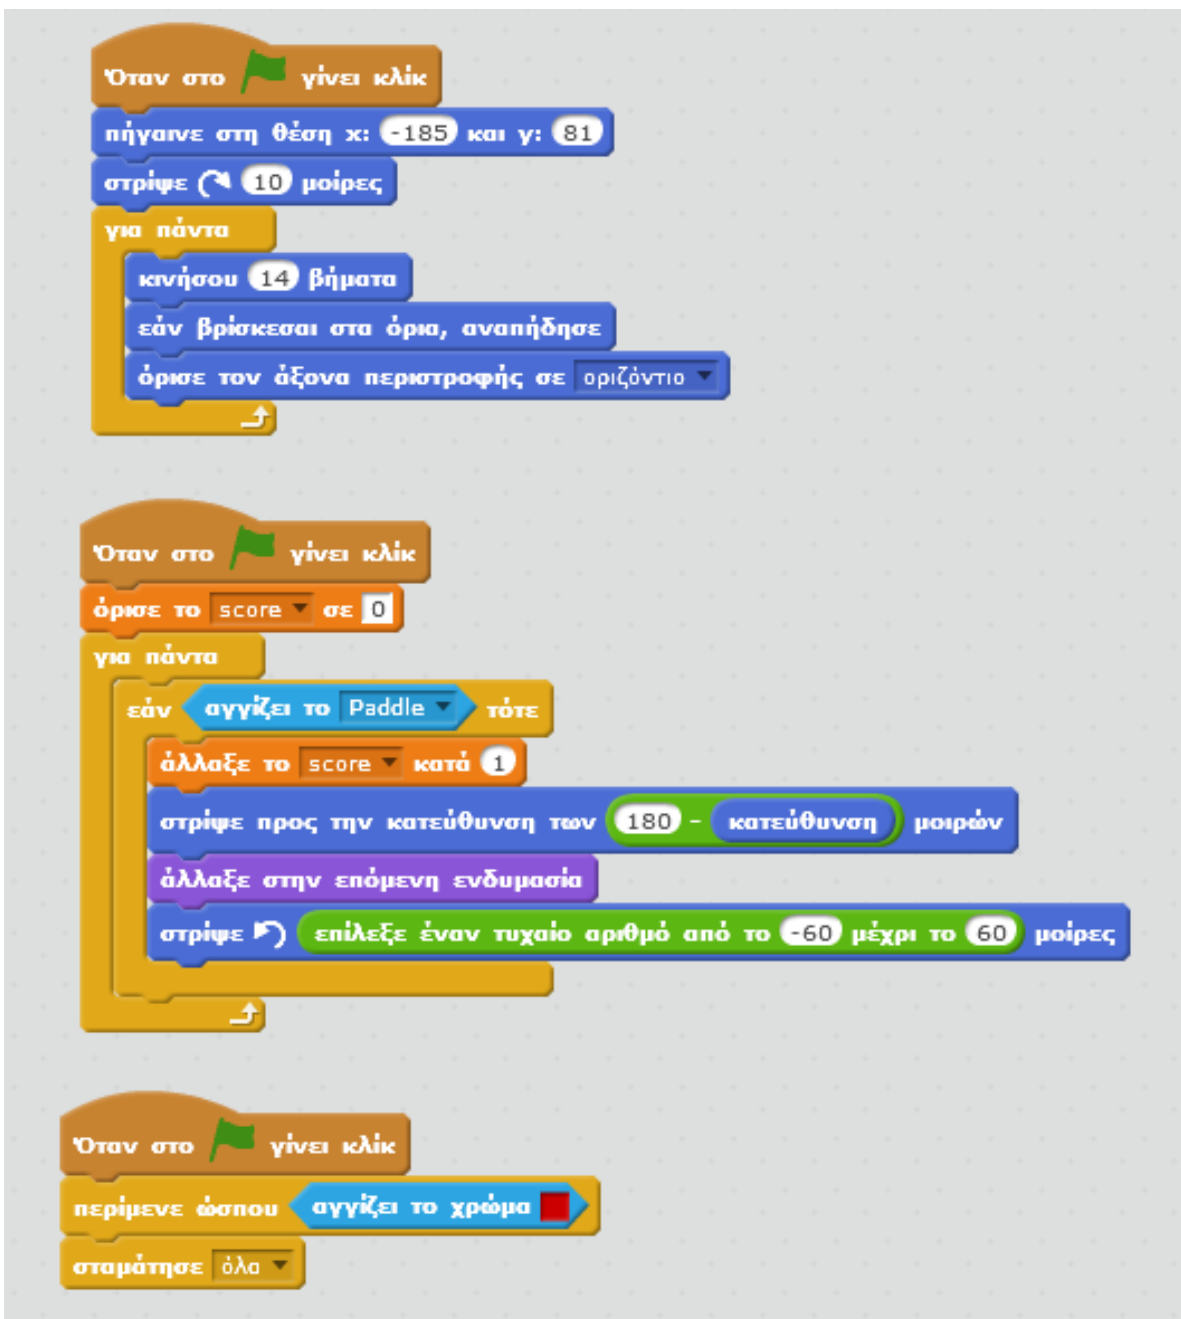 Όταν στο γίνει κλίκ
πήγαινε στη θέση x: -185 και y: 81
στρίψε 10 μοίρες
για πάντα
κινήσου 14 βήματα
εάν βρίσκεσαι στα όρια, αναπήδησε
όρισε τον άξονα περιστροφής σε οριζόντιο
Όταν στο γίνει κλίκ
όρισε το score σε 0
για πάντα
εάν αγγίζει το Paddle τότε
άλλαξε το score κατά 1
στρίψε προς την κατεύθυνση των 180 - κατεύθυνση μοιρών
άλλαξε στην επόμενη ενδυμασία
στρίψε επίλεξε έναν τυχαίο αριθμό από το -60 μέχρι το 60 μοίρες
Όταν στο γίνει κλίκ
περίμενε ώσπου αγγίζει το χρώμα
σταμάτησε όλα